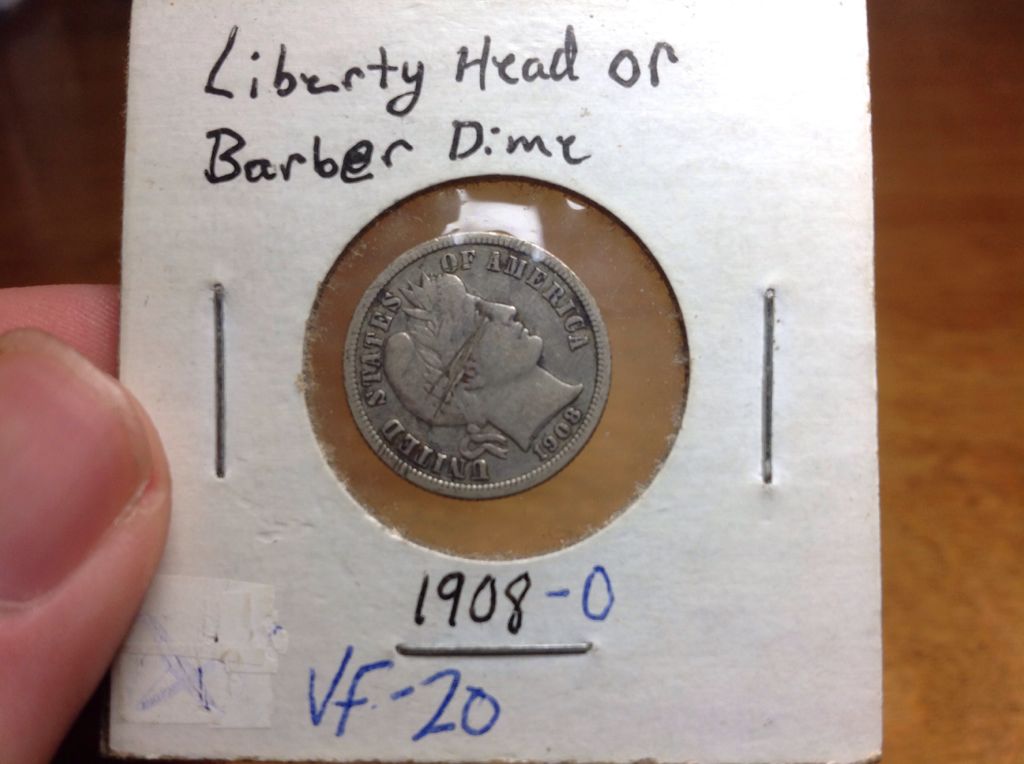 Liberty Head or
Barber Dime
UNITED STATES OF AMERICA
1908
1908-O
VF-20